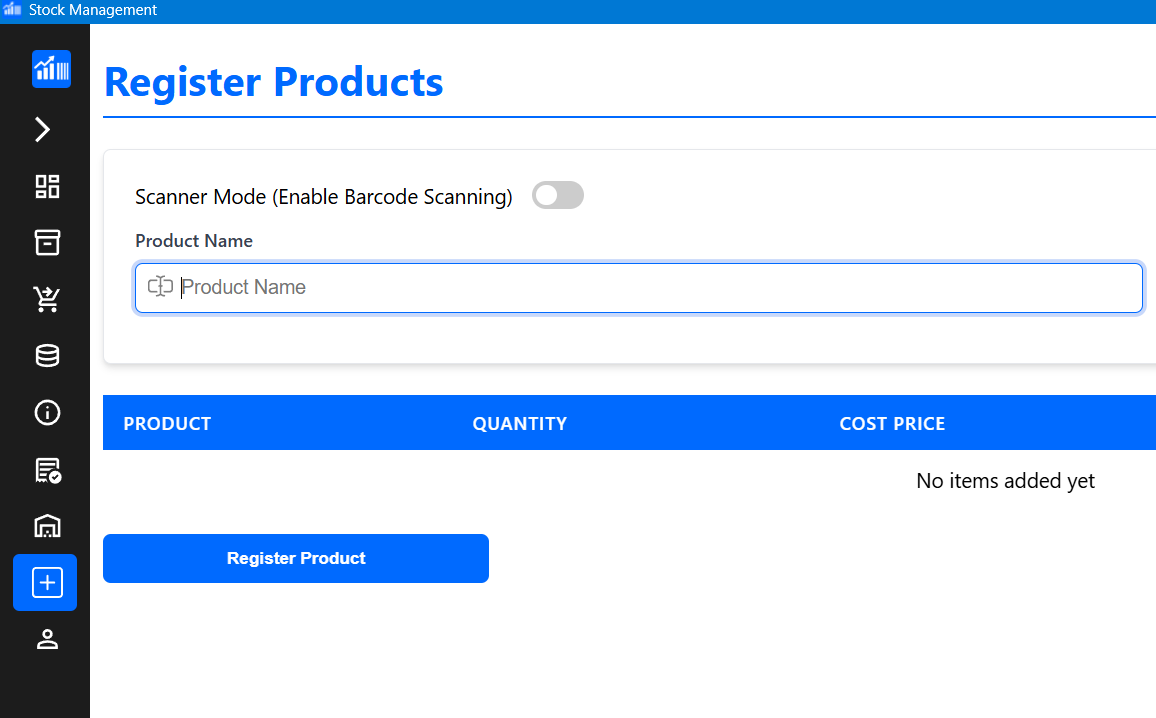 Stock Management
Register Products
Scanner Mode (Enable Barcode Scanning)
Product Name
Product Name
PRODUCT QUANTITY COST PRICE
No items added yet
Register Product